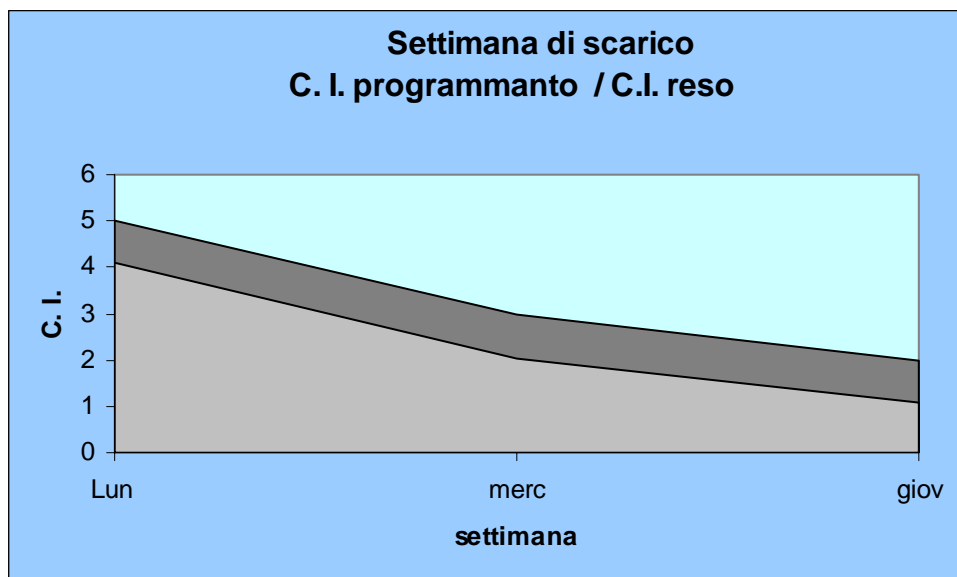 Settimana di scarico
C. I. programmanto / C.I. reso
6
5
4
3
2
1
0
C. I.
Lun merc giov
settimana